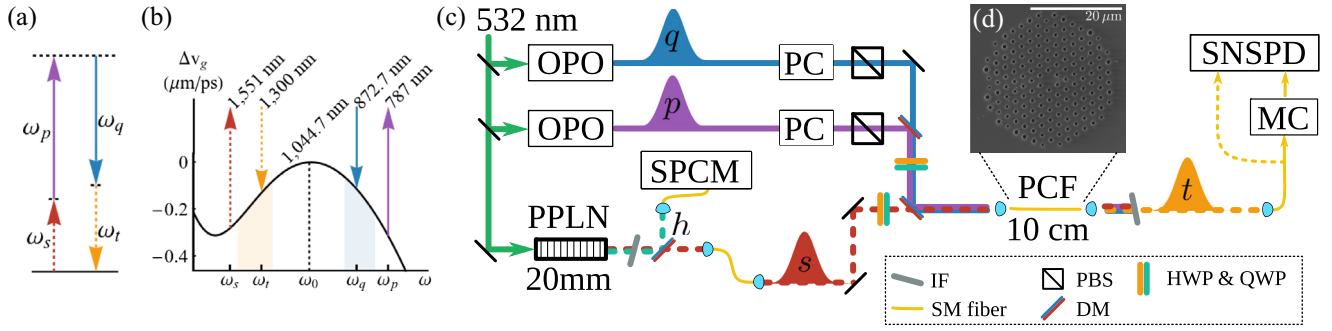 (a)
ω_p
ω_q
ω_s
ω_t
(b)
Δv_g
(μm/ps)
0
−0.2
−0.4
1,551 nm
1,300 nm
1,044.7 nm
872.7 nm
787 nm
ω_s
ω_t
ω_0
ω_q
ω_p
ω
(c)
532 nm
OPO
q
PC
OPO
p
PC
SPCM
h
PPLN
20mm
s
(d)
20 μm
PCF
10 cm
t
SNSPD
MC
IF
PBS
HWP & QWP
SM fiber
DM